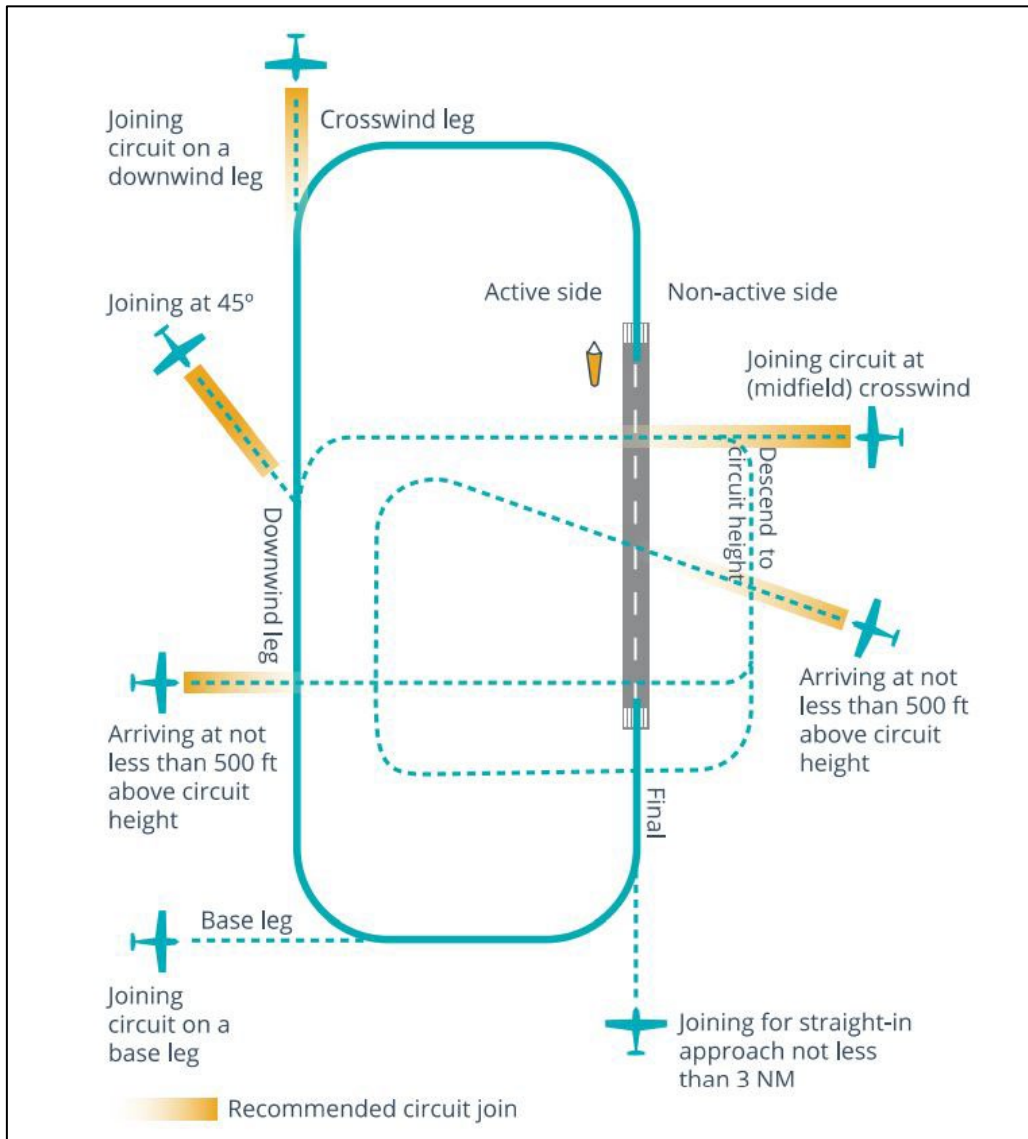 Joining
circuit on a
downwind leg
Crosswind leg
Joining at 45º
Active side
Non-active side
Joining circuit at
(midfield) crosswind
Descend to
circuit height
Downwind leg
Arriving at not
less than 500 ft
above circuit
height
Arriving at not
less than 500 ft
above circuit
height
Final
Base leg
Joining
circuit on a
base leg
Joining for straight-in
approach not less
than 3 NM
Recommended circuit join